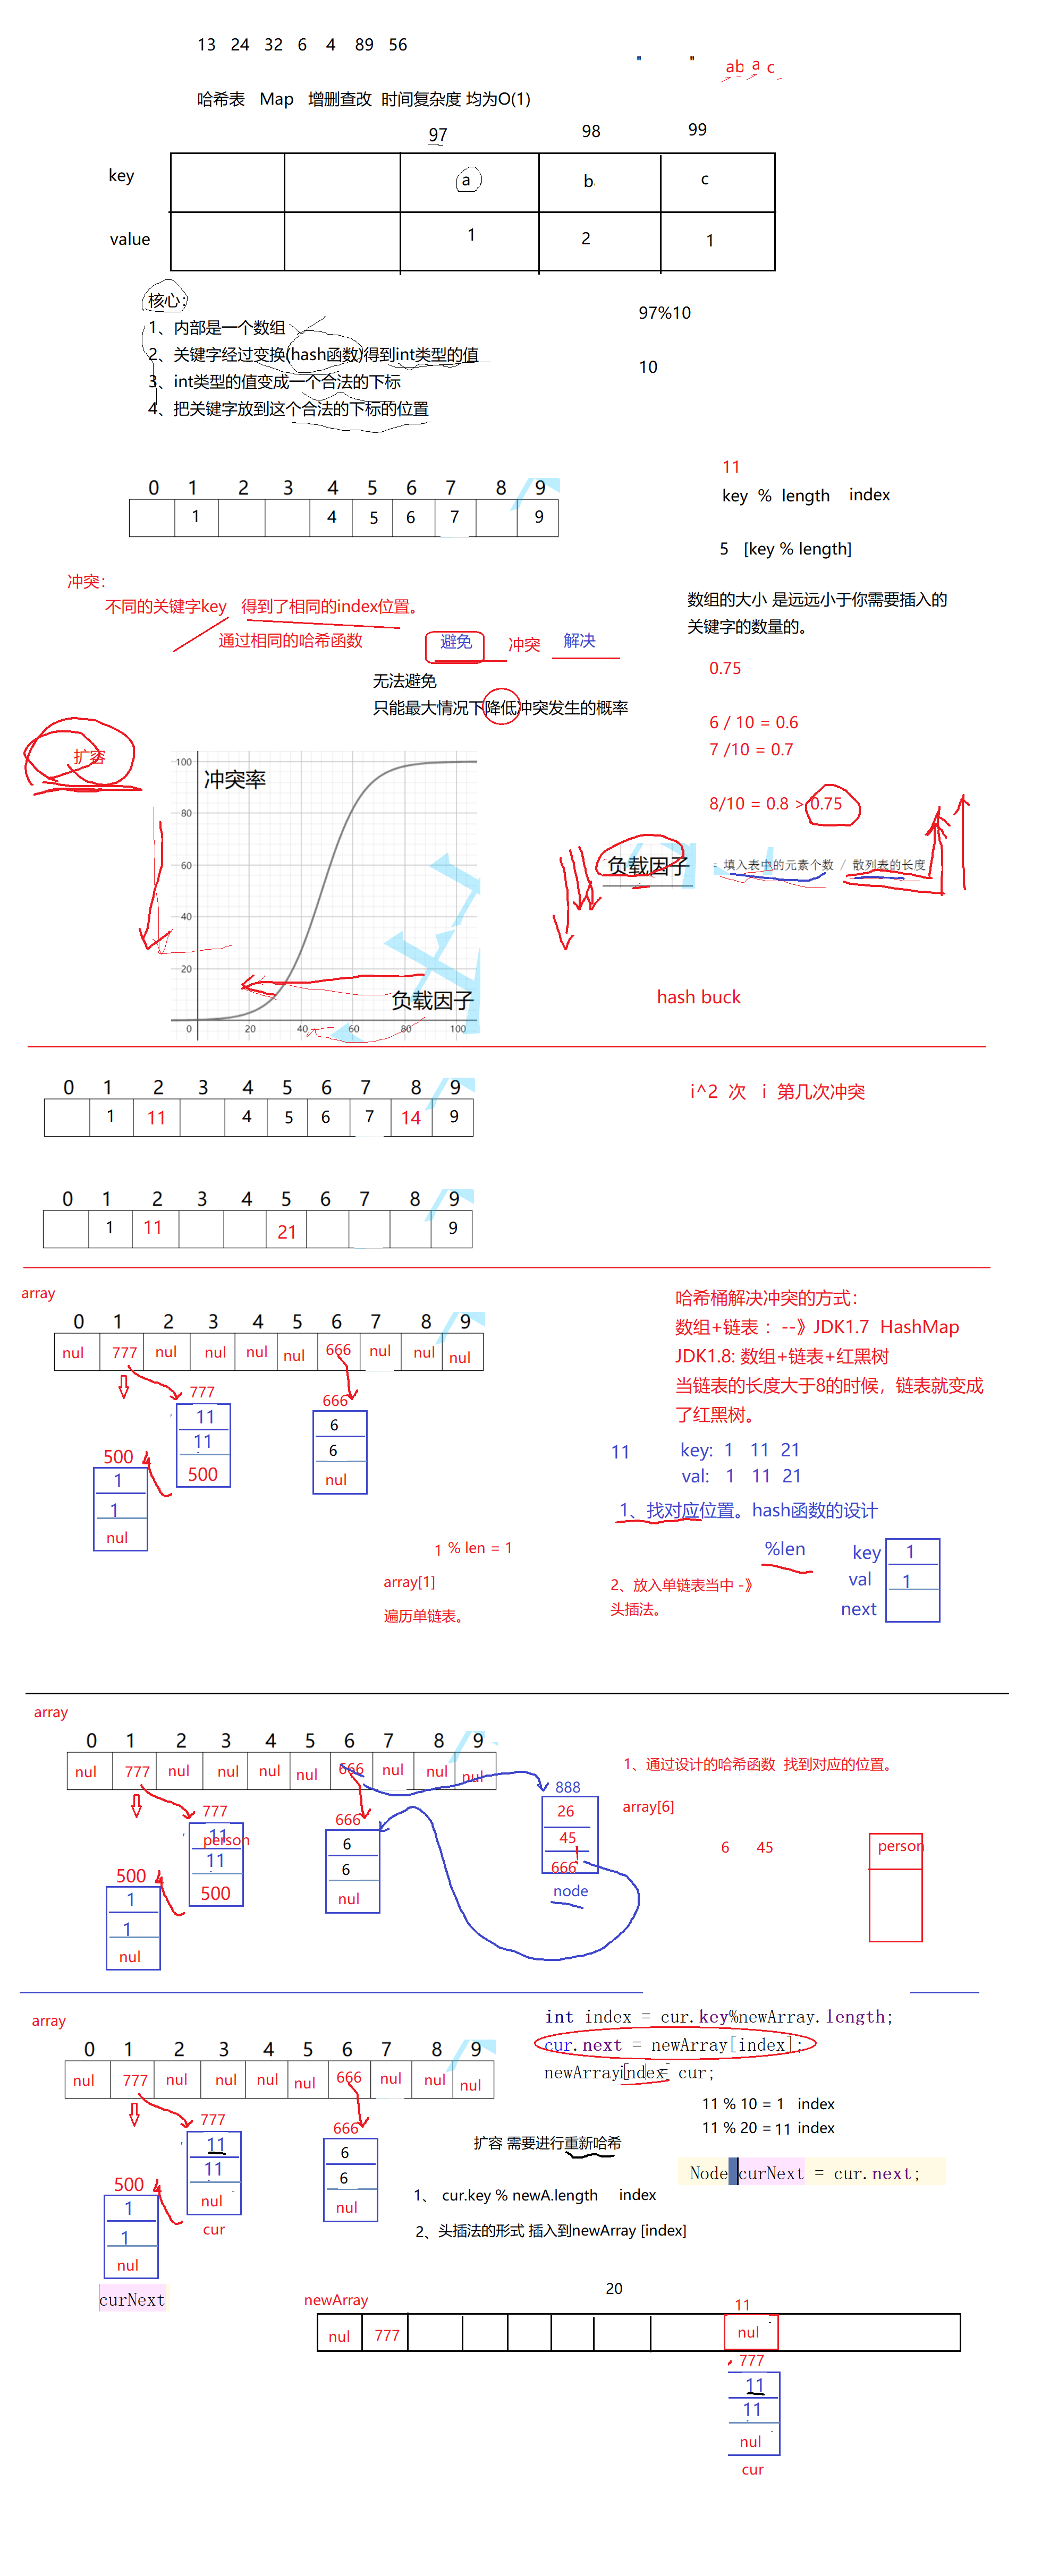 13 24 32 6 4 89 56
" " ab a c
哈希表 Map 增删查改 时间复杂度 均为O(1)
97 98 99
key a b c
value 1 2 1
核心:
1、内部是一个数组
97%10
2、关键字经过变换(hash函数)得到int类型的值
10
3、int类型的值变成一个合法的下标
4、把关键字放到这个合法的下标的位置
11
0 1 2 3 4 5 6 7 8 9
key % length index
1 4 5 6 7 9
5 [key % length]
冲突:
不同的关键字key 得到了相同的index位置。
数组的大小 是远远小于你需要插入的
关键字的数量的。
通过相同的哈希函数
避免 冲突 解决
无法避免
0.75
只能最大情况下降低冲突发生的概率
6 / 10 = 0.6
7 /10 = 0.7
扩容
冲突率
100
80
60
40
20
负载因子
0 20 40 60 80 100
8/10 = 0.8 > 0.75
负载因子 = 填入表中的元素个数 / 散列表的长度
hash buck
0 1 2 3 4 5 6 7 8 9
i^2 次 i 第几次冲突
1 11 4 5 6 7 14 9
0 1 2 3 4 5 6 7 8 9
1 11 21 9
array
0 1 2 3 4 5 6 7 8 9
nul 777 nul nul nul nul 666 nul nul nul
777
11
11
500
500
1
1
nul
666
6
6
nul
哈希桶解决冲突的方式:
数组+链表 : --》JDK1.7 HashMap
JDK1.8: 数组+链表+红黑树
当链表的长度大于8的时候，链表就变成
了红黑树。
11 key: 1 11 21
val: 1 11 21
1、找对应位置。hash函数的设计
%len
key 1
val 1
next
2、放入单链表当中 -》
头插法。
1 % len = 1
array[1]
遍历单链表。
array
0 1 2 3 4 5 6 7 8 9
nul 777 nul nul nul nul 666 nul nul nul
777
11
person
11
500
500
1
1
nul
666
6
6
nul
888
26
45
666
node
1、通过设计的哈希函数 找到对应的位置。
array[6]
6 45
person
array
0 1 2 3 4 5 6 7 8 9
nul 777 nul nul nul nul 666 nul nul nul
777
11
11
nul
cur
500
1
1
nul
curNext
666
6
6
nul
int index = cur.key%newArray.length;
cur.next = newArray[index];
newArray[index= cur;
11 % 10 = 1 index
11 % 20 = 11 index
扩容 需要进行重新哈希
Node curNext = cur.next;
1、 cur.key % newA.length index
2、头插法的形式 插入到newArray [index]
20
newArray
11
nul 777 nul
777
11
11
nul
cur